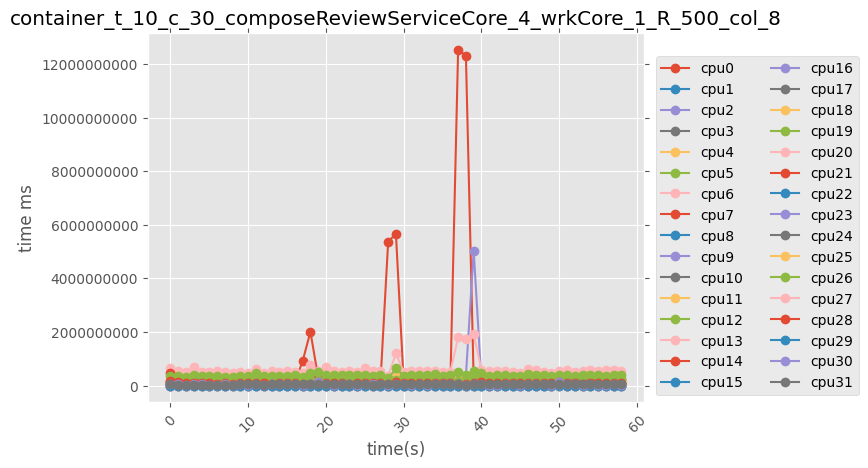 container_t_10_c_30_composeReviewServiceCore_4_wrkCore_1_R_500_col_8
time ms
12000000000
10000000000
8000000000
6000000000
4000000000
2000000000
0
0
10
20
30
40
50
60
time(s)
cpu0
cpu1
cpu2
cpu3
cpu4
cpu5
cpu6
cpu7
cpu8
cpu9
cpu10
cpu11
cpu12
cpu13
cpu14
cpu15
cpu16
cpu17
cpu18
cpu19
cpu20
cpu21
cpu22
cpu23
cpu24
cpu25
cpu26
cpu27
cpu28
cpu29
cpu30
cpu31